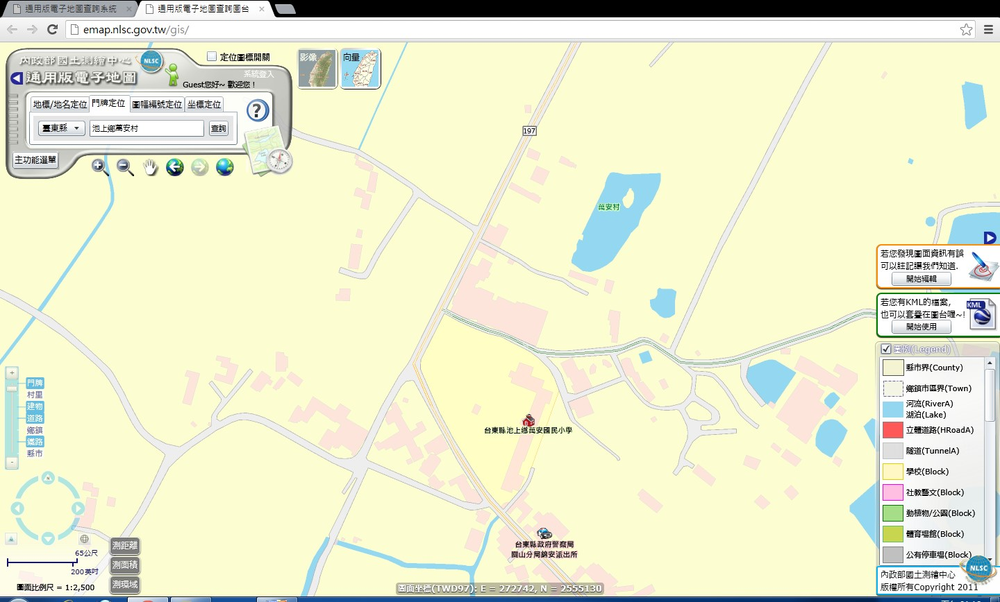 通用版電子地圖查詢系統
通用版電子地圖查詢圖台
emap.nlsc.gov.tw/gis/
內政部國土測繪中心
NLSC
通用版電子地圖
定位圖標開關
系統登入
Guest您好~ 歡迎您！
地標/地名定位
門牌定位
圖幅編號定位
坐標定位
臺東縣
池上鄉萬安村
查詢
?
主功能選單
影像
向量
197
萬安村
台東縣池上鄉萬安國民小學
台東縣政府警察局
關山分局錦安派出所
若您發現圖面資訊有誤
可以註記讓我們知道.
開始編輯
若您有KML的檔案,
也可以套疊在圖台喔~!
KML
開始使用
圖例(Legend)
縣市界(County)
鄉鎮市區界(Town)
河流(RiverA)
湖泊(Lake)
立體道路(HRoadA)
隧道(TunnelA)
學校(Block)
社教藝文(Block)
動植物/公園(Block)
體育場館(Block)
公有停車場(Block)
NLSC
內政部國土測繪中心
版權所有Copyright 2011
門牌
村里
建物
道路
鄉鎮
鐵路
縣市
N
65公尺
200英呎
圖面比例尺 = 1:2,500
測距離
測面積
測環域
圖面坐標(TWD97): E = 272742, N = 2555130